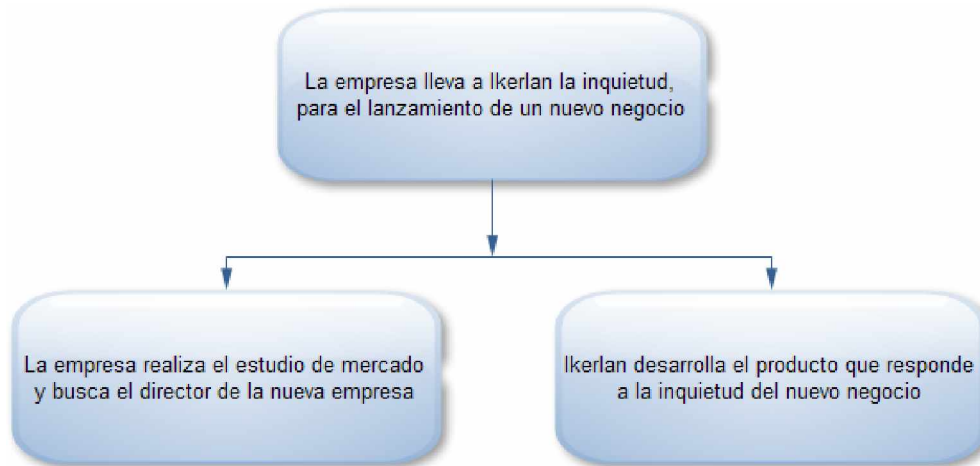 La empresa lleva a Ikerlan la inquietud,
para el lanzamiento de un nuevo negocio
La empresa realiza el estudio de mercado
y busca el director de la nueva empresa
Ikerlan desarrolla el producto que responde
a la inquietud del nuevo negocio